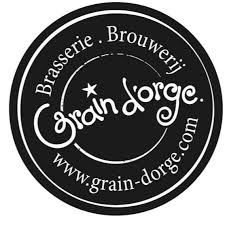 Brasserie . Brouwerij
Grain d'orge.
www.grain-dorge.com